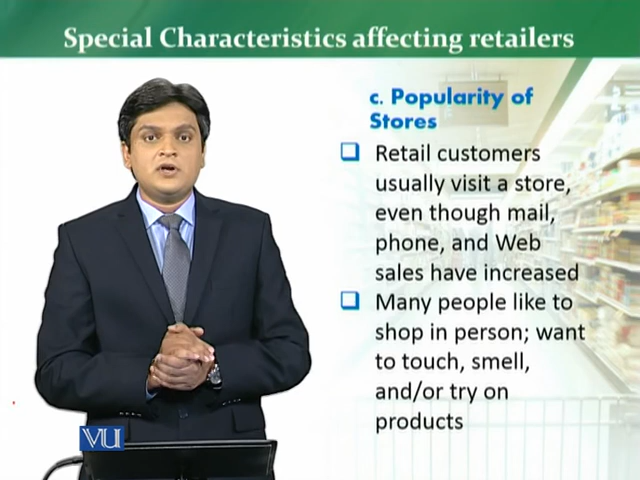 Special Characteristics affecting retailers
c. Popularity of
Stores
Retail customers
usually visit a store,
even though mail,
phone, and Web
sales have increased
Many people like to
shop in person; want
to touch, smell,
and/or try on
products
VU